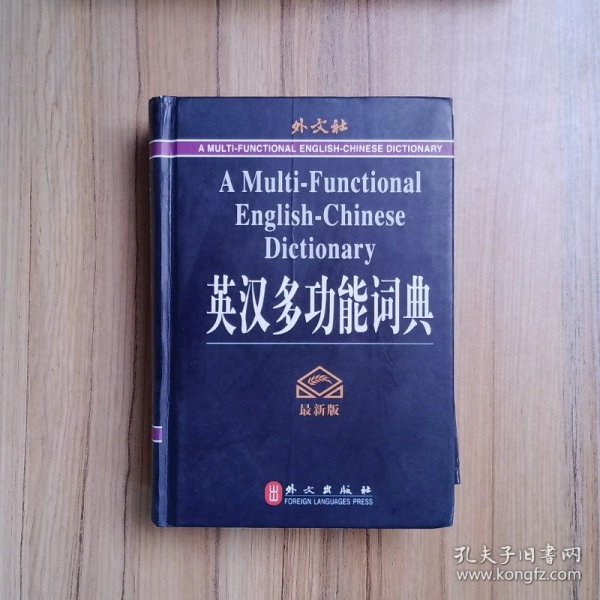 外文社
A MULTI-FUNCTIONAL ENGLISH-CHINESE DICTIONARY
A Multi-Functional
English-Chinese
Dictionary
英汉多功能词典
最新版
外文出版社
FOREIGN LANGUAGES PRESS
孔夫子旧书网
www.kongfz.com